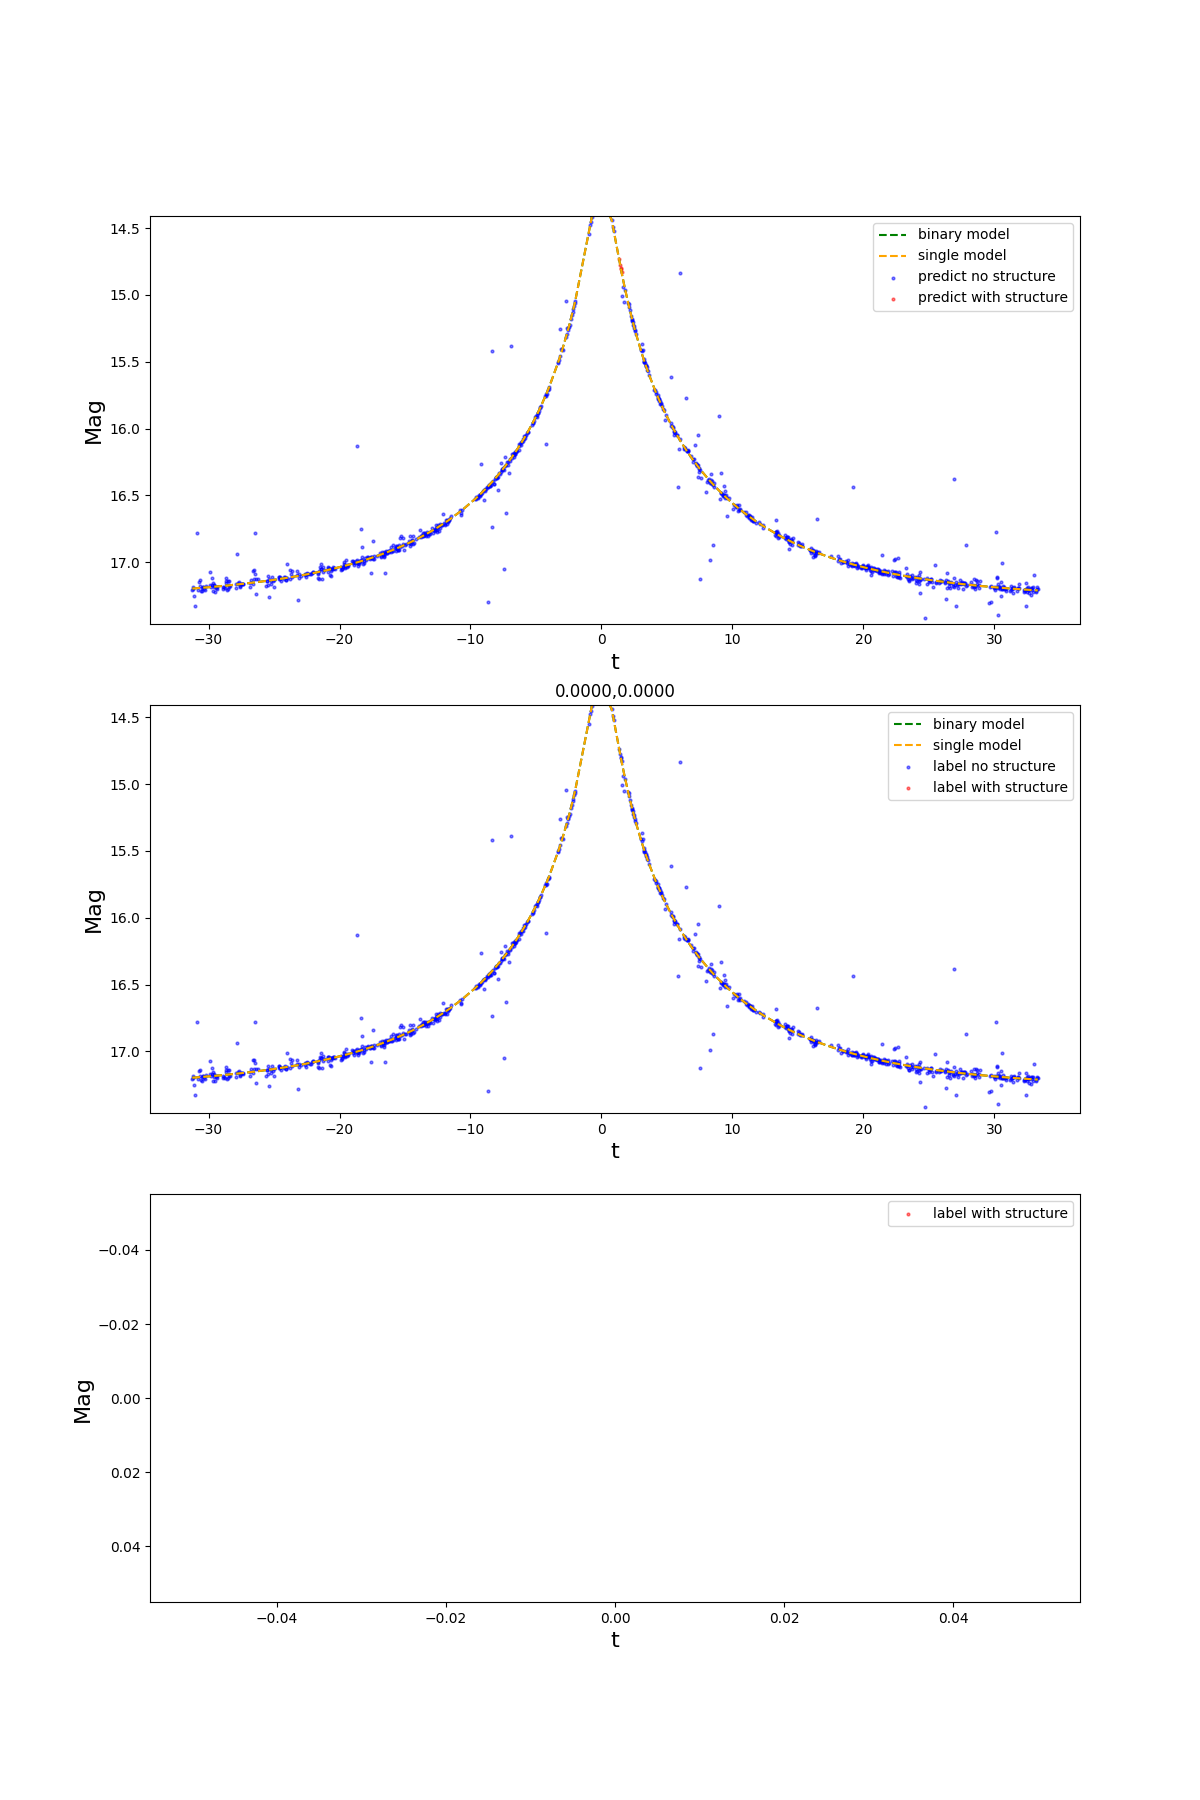 14.5
15.0
15.5
16.0
16.5
17.0
Mag
binary model
single model
predict no structure
predict with structure
−30 −20 −10 0 10 20 30
t
0.0000,0.0000
14.5
15.0
15.5
16.0
16.5
17.0
Mag
binary model
single model
label no structure
label with structure
−30 −20 −10 0 10 20 30
t
−0.04
−0.02
0.00
0.02
0.04
Mag
label with structure
−0.04 −0.02 0.00 0.02 0.04
t